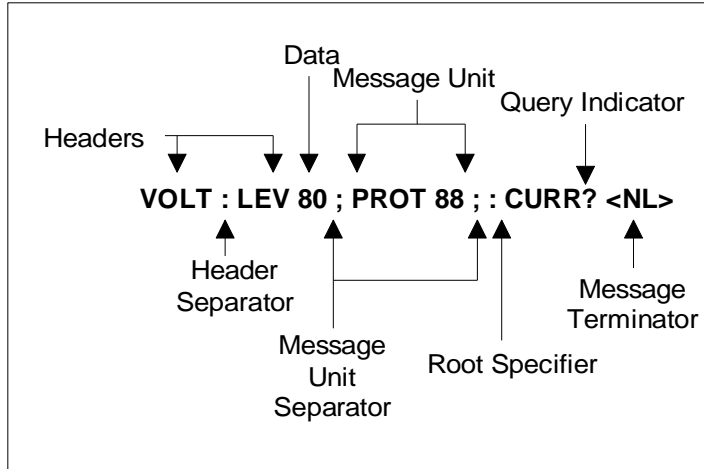 Data
Message Unit
Query Indicator
Headers
VOLT : LEV 80 ; PROT 88 ; : CURR? <NL>
Header
Separator
Message
Unit
Separator
Root Specifier
Message
Terminator